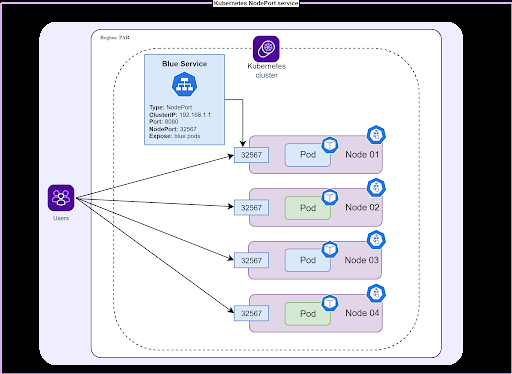 Kubernetes NodePort service
Region: PAR
Kubernetes
cluster
Blue Service
Type: NodePort
ClusterIP: 192.168.1.1
Port: 8080
NodePort: 32567
Expose: blue pods
32567
Pod
Node 01
Users
32567
Pod
Node 02
32567
Pod
Node 03
32567
Pod
Node 04